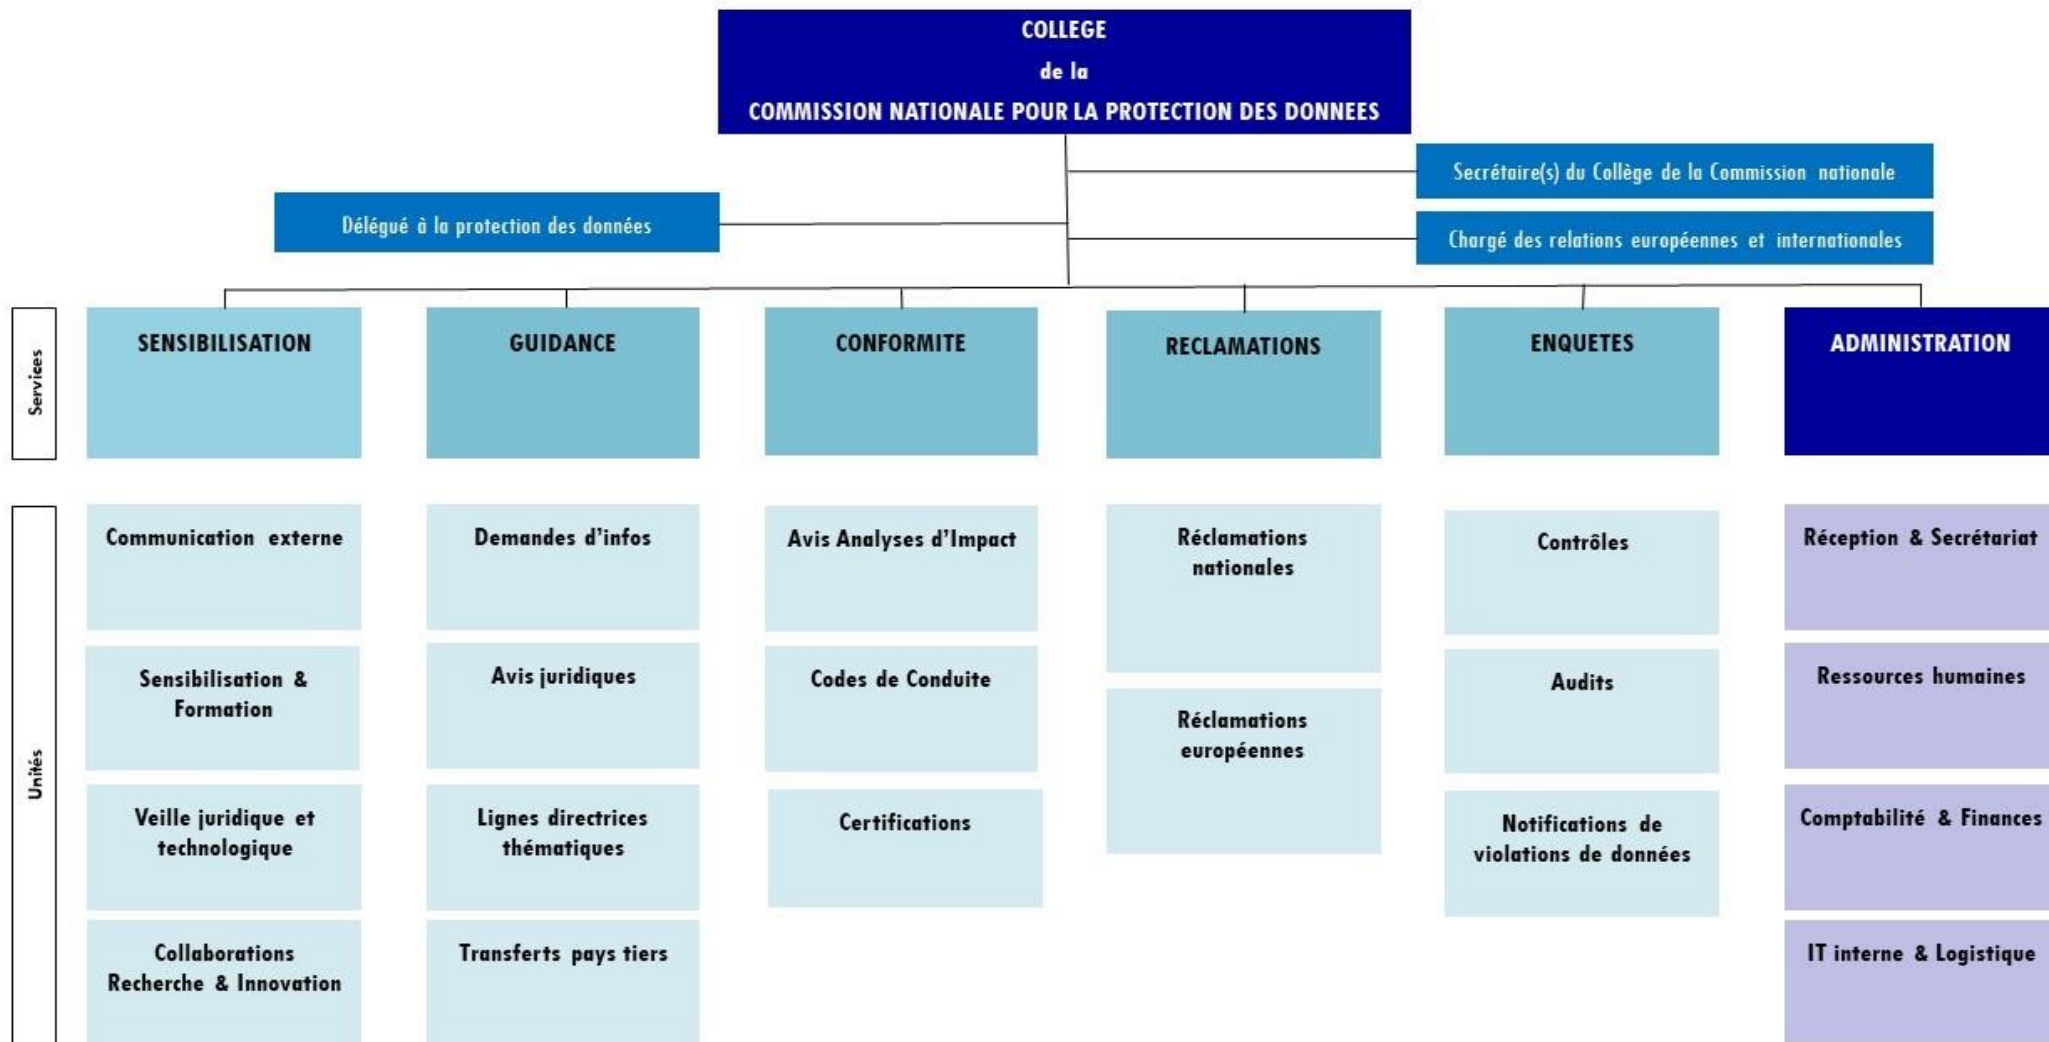 COLLEGE
de la
COMMISSION NATIONALE POUR LA PROTECTION DES DONNEES
Secrétaire(s) du Collège de la Commission nationale
Délégué à la protection des données
Chargé des relations européennes et internationales
Services
SENSIBILISATION
GUIDANCE
CONFORMITE
RECLAMATIONS
ENQUETES
ADMINISTRATION
Unités
Communication externe
Sensibilisation &
Formation
Veille juridique et
technologique
Collaborations
Recherche & Innovation
Demandes d'infos
Avis juridiques
Lignes directrices
thématiques
Transferts pays tiers
Avis Analyses d'Impact
Codes de Conduite
Certifications
Réclamations
nationales
Réclamations
européennes
Contrôles
Audits
Notifications de
violations de données
Réception & Secrétariat
Ressources humaines
Comptabilité & Finances
IT interne & Logistique